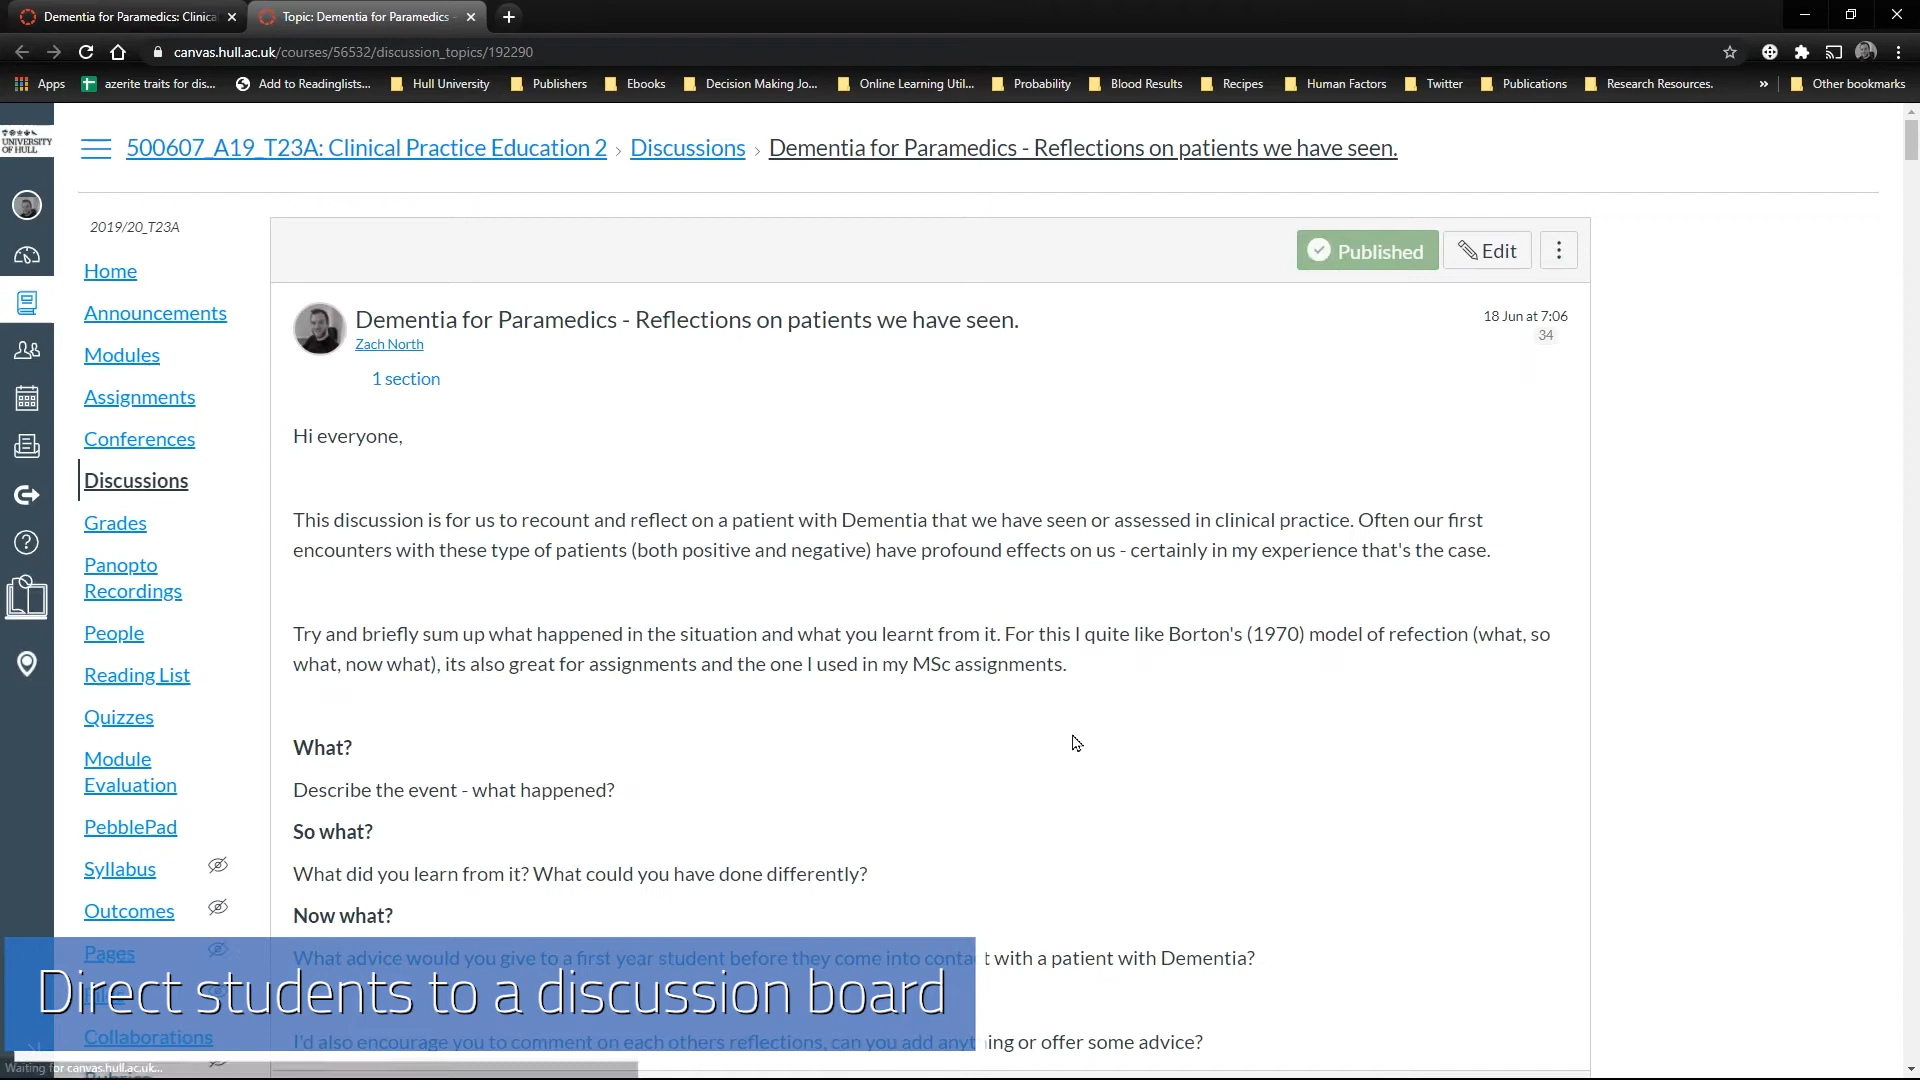 Dementia for Paramedics: Clinica
Topic: Dementia for Paramedics -
canvas.hull.ac.uk/courses/56532/discussion_topics/192290
Apps
azerite traits for dis...
Add to Readinglists...
Hull University
Publishers
Ebooks
Decision Making Jo...
Online Learning Util...
Probability
Blood Results
Recipes
Human Factors
Twitter
Publications
Research Resources.
»
Other bookmarks
UNIVERSITY
OF HULL
500607_A19_T23A: Clinical Practice Education 2 › Discussions › Dementia for Paramedics - Reflections on patients we have seen.
2019/20_T23A
Home
Announcements
Modules
Assignments
Conferences
Discussions
Grades
Panopto
Recordings
People
Reading List
Quizzes
Module
Evaluation
PebblePad
Syllabus
Outcomes
Pages
Collaborations
Published
Edit
Dementia for Paramedics - Reflections on patients we have seen.
18 Jun at 7:06
Zach North
34
1 section
Hi everyone,
This discussion is for us to recount and reflect on a patient with Dementia that we have seen or assessed in clinical practice. Often our first
encounters with these type of patients (both positive and negative) have profound effects on us - certainly in my experience that's the case.
Try and briefly sum up what happened in the situation and what you learnt from it. For this I quite like Borton's (1970) model of refection (what, so
what, now what), its also great for assignments and the one I used in my MSc assignments.
What?
Describe the event - what happened?
So what?
What did you learn from it? What could you have done differently?
Now what?
What advice would you give to a first year student before they come into contact with a patient with Dementia?
Direct students to a discussion board
I'd also encourage you to comment on each others reflections, can you add anything or offer some advice?
Waiting for canvas.hull.ac.uk...